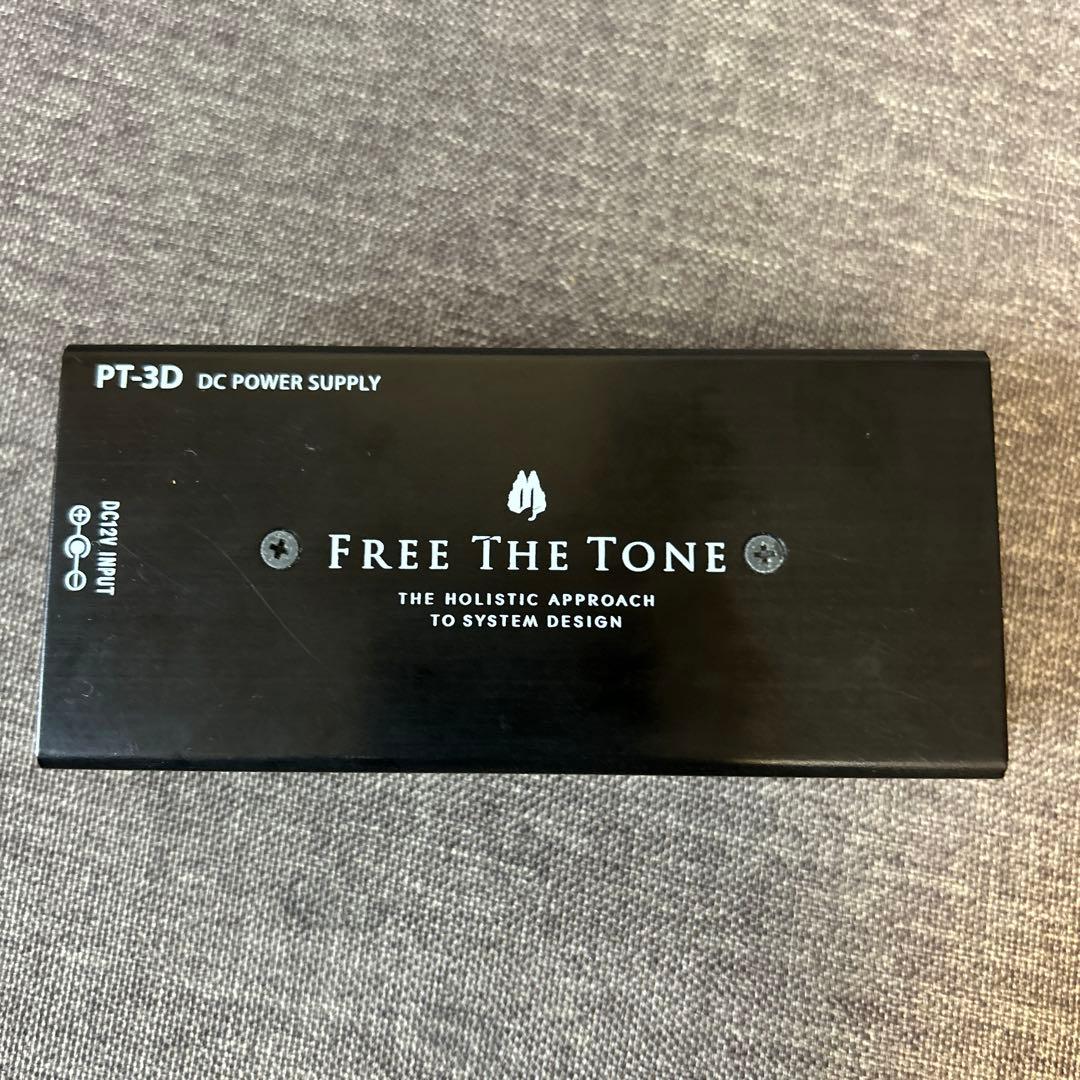 PT-3D DC POWER SUPPLY
DC12V INPUT
FREE THE TONE
THE HOLISTIC APPROACH
TO SYSTEM DESIGN